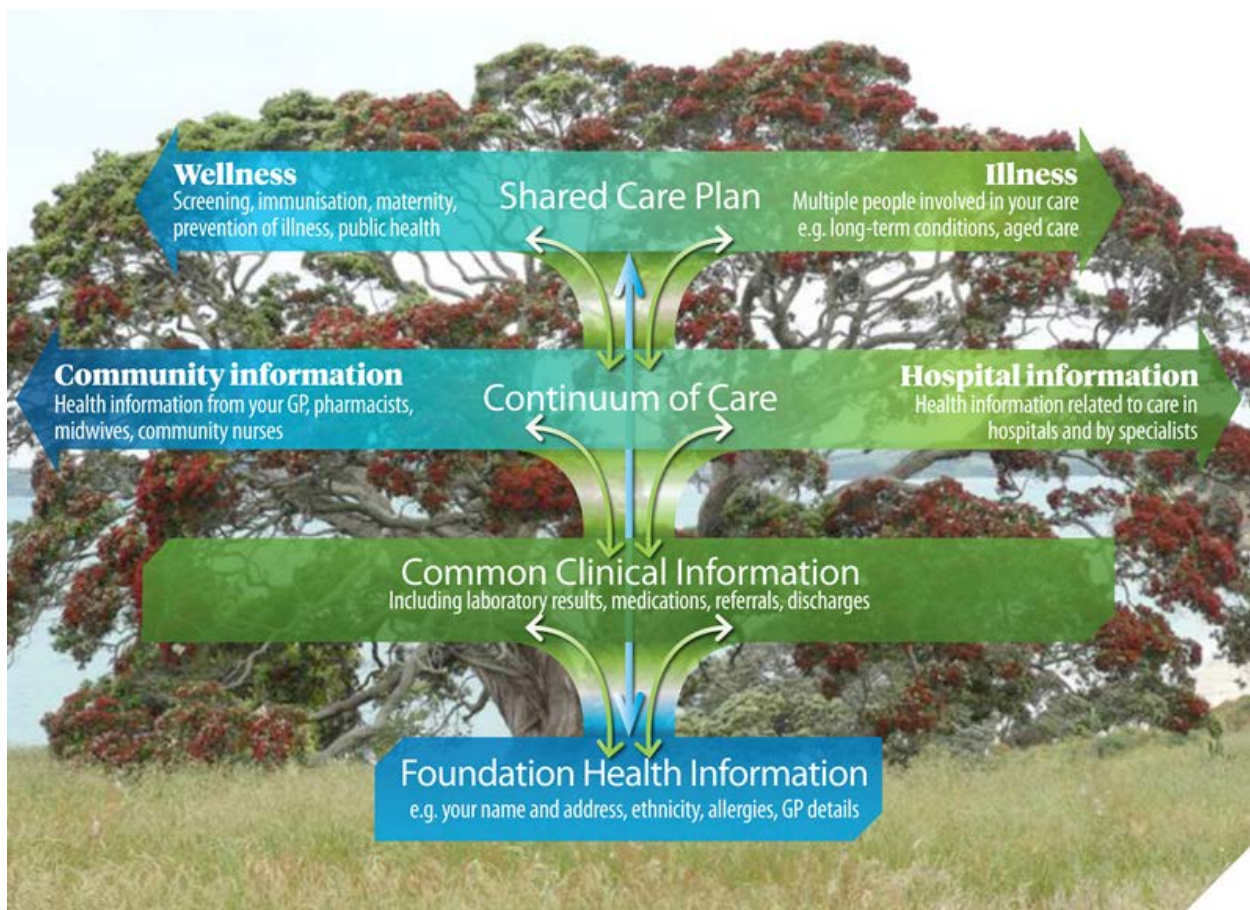 Wellness
Screening, immunisation, maternity,
prevention of illness, public health
Shared Care Plan
Illness
Multiple people involved in your care
e.g. long-term conditions, aged care
Community information
Health information from your GP, pharmacists,
midwives, community nurses
Continuum of Care
Hospital information
Health information related to care in
hospitals and by specialists
Common Clinical Information
Including laboratory results, medications, referrals, discharges
Foundation Health Information
e.g. your name and address, ethnicity, allergies, GP details